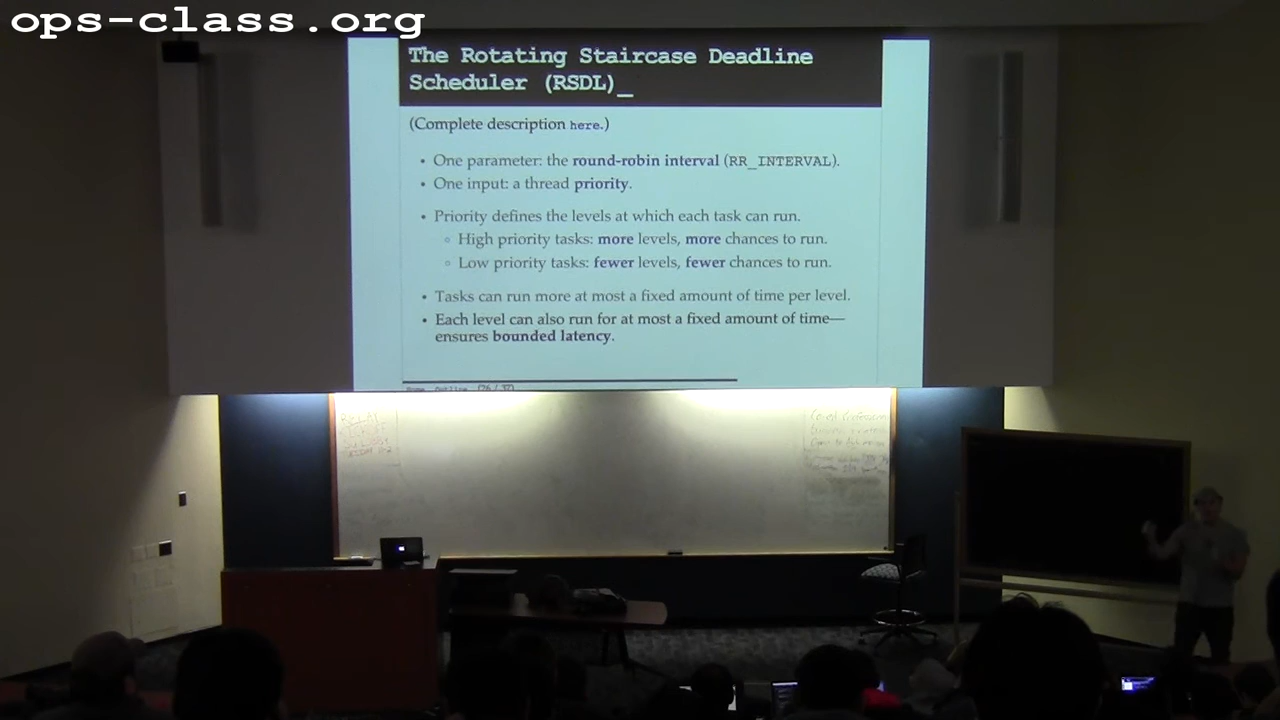 ops-class.org
The Rotating Staircase Deadline
Scheduler (RSDL)_
(Complete description here.)
• One parameter: the round-robin interval (RR_INTERVAL).
• One input: a thread priority.
• Priority defines the levels at which each task can run.
◦ High priority tasks: more levels, more chances to run.
◦ Low priority tasks: fewer levels, fewer chances to run.
• Tasks can run more at most a fixed amount of time per level.
• Each level can also run for at most a fixed amount of time—
ensures bounded latency.